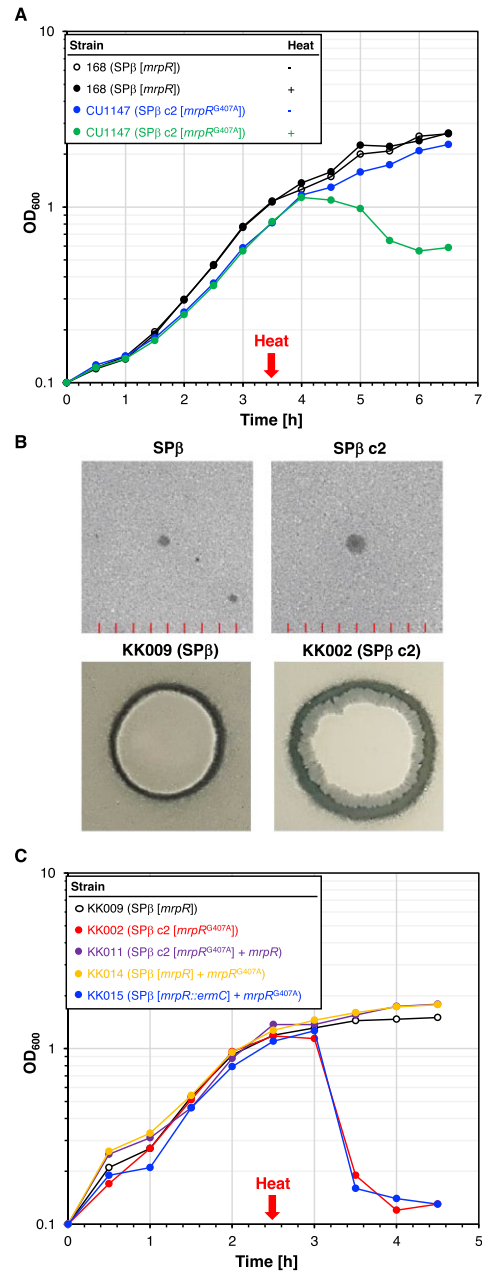 A
10
Strain Heat
168 (SPβ [mrpR]) -
168 (SPβ [mrpR]) +
CU1147 (SPβ c2 [mrpRG407A]) -
CU1147 (SPβ c2 [mrpRG407A]) +
OD600
1
Heat
0.1
0 1 2 3 4 5 6 7
Time [h]
B
SPβ SPβ c2
KK009 (SPβ) KK002 (SPβ c2)
C
10
Strain
KK009 (SPβ [mrpR])
KK002 (SPβ c2 [mrpRG407A])
KK011 (SPβ c2 [mrpRG407A] + mrpR)
KK014 (SPβ [mrpR] + mrpRG407A)
KK015 (SPβ [mrpR::ermC] + mrpRG407A)
OD600
1
Heat
0.1
0 1 2 3 4 5
Time [h]